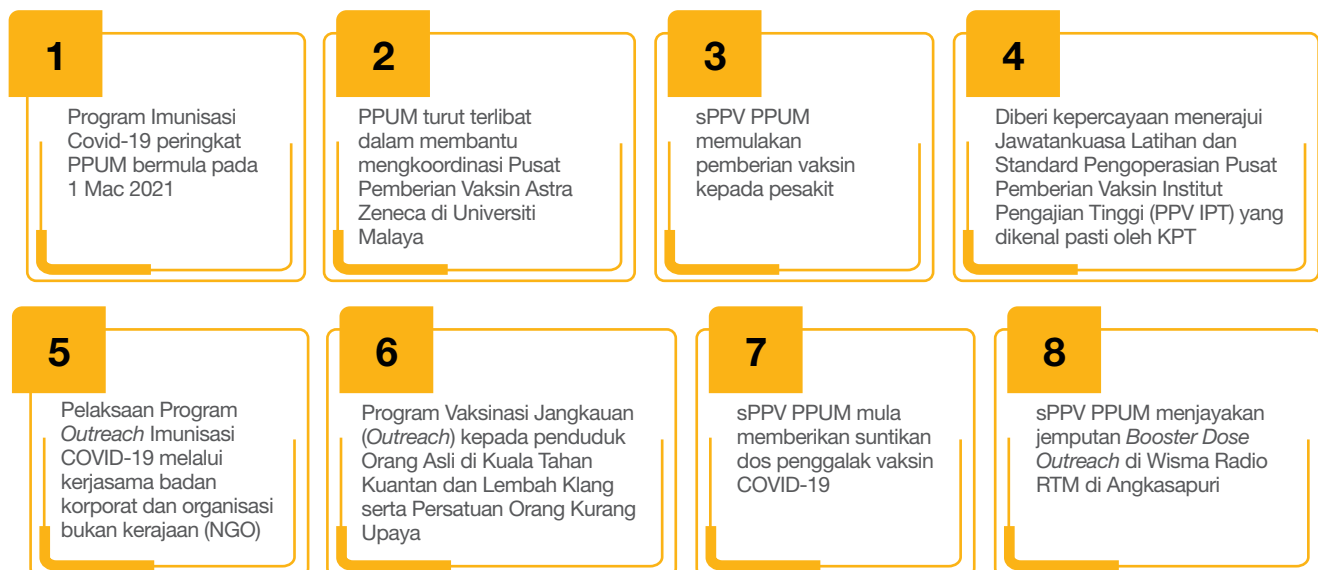 1
Program Imunisasi
Covid-19 peringkat
PPUM bermula pada
1 Mac 2021
2
PPUM turut terlibat
dalam membantu
mengkoordinasi Pusat
Pemberian Vaksin Astra
Zeneca di Universiti
Malaya
3
sPPV PPUM
memulakan
pemberian vaksin
kepada pesakit
4
Diberi kepercayaan menerajui
Jawatankuasa Latihan dan
Standard Pengoperasian Pusat
Pemberian Vaksin Institut
Pengajian Tinggi (PPV IPT) yang
dikenal pasti oleh KPT
5
Pelaksaan Program
Outreach Imunisasi
COVID-19 melalui
kerjasama badan
korporat dan organisasi
bukan kerajaan (NGO)
6
Program Vaksinasi Jangkauan
(Outreach) kepada penduduk
Orang Asli di Kuala Tahan
Kuantan dan Lembah Klang
serta Persatuan Orang Kurang
Upaya
7
sPPV PPUM mula
memberikan suntikan
dos penggalak vaksin
COVID-19
8
sPPV PPUM menjayakan
jemputan Booster Dose
Outreach di Wisma Radio
RTM di Angkasapuri